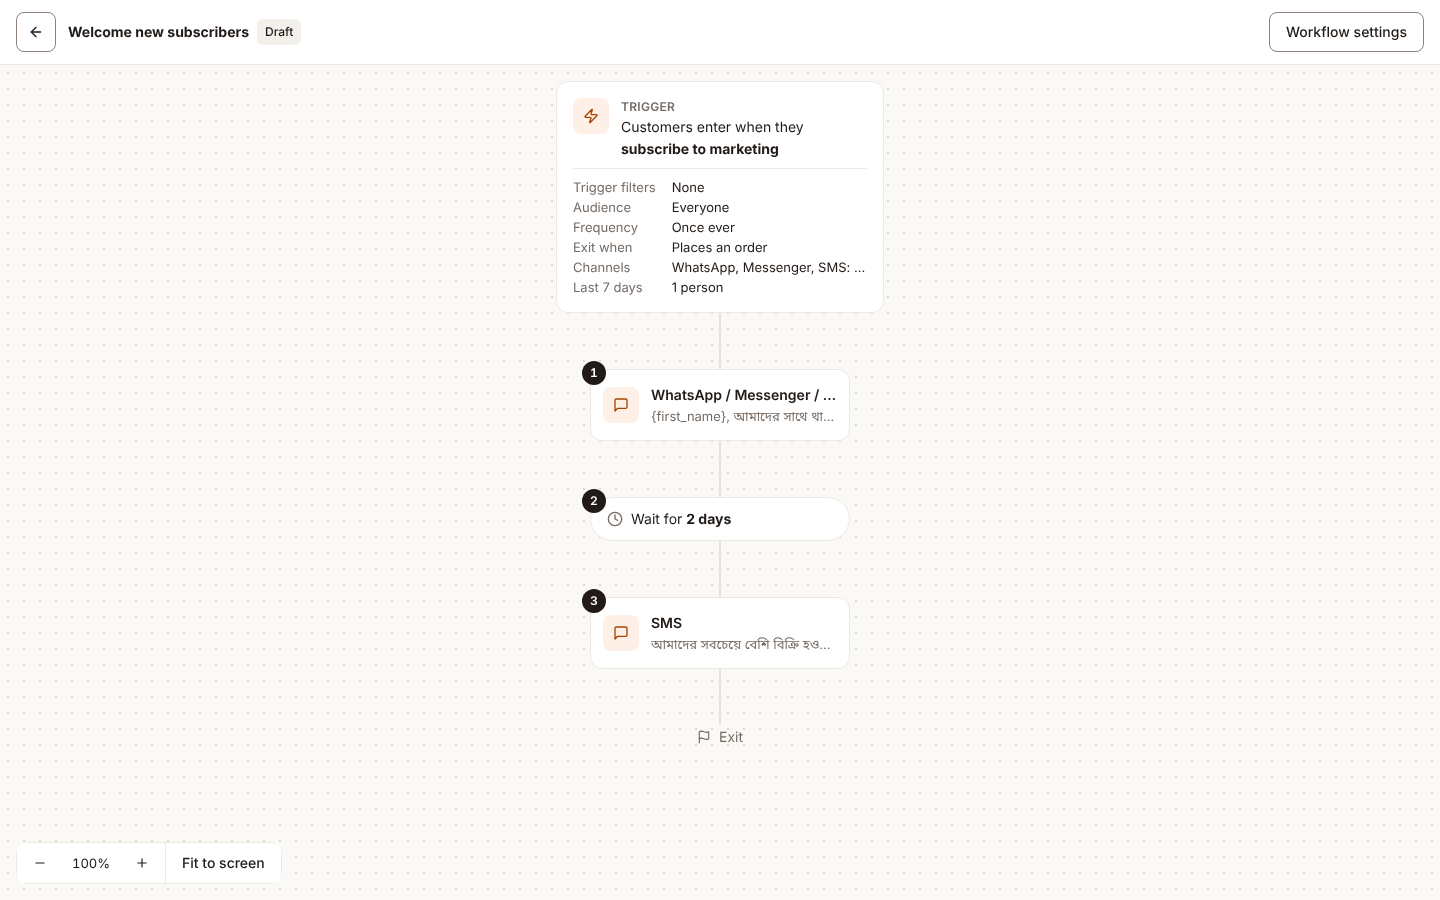 Welcome new subscribers
Draft
Workflow settings
TRIGGER
Customers enter when they
subscribe to marketing
Trigger filters None
Audience Everyone
Frequency Once ever
Exit when Places an order
Channels WhatsApp, Messenger, SMS: ...
Last 7 days 1 person
1
WhatsApp / Messenger / ...
{first_name}, আমাদের সাথে থা...
2
Wait for 2 days
3
SMS
আমাদের সবচেয়ে বেশি বিক্রি হও...
Exit
100%
Fit to screen